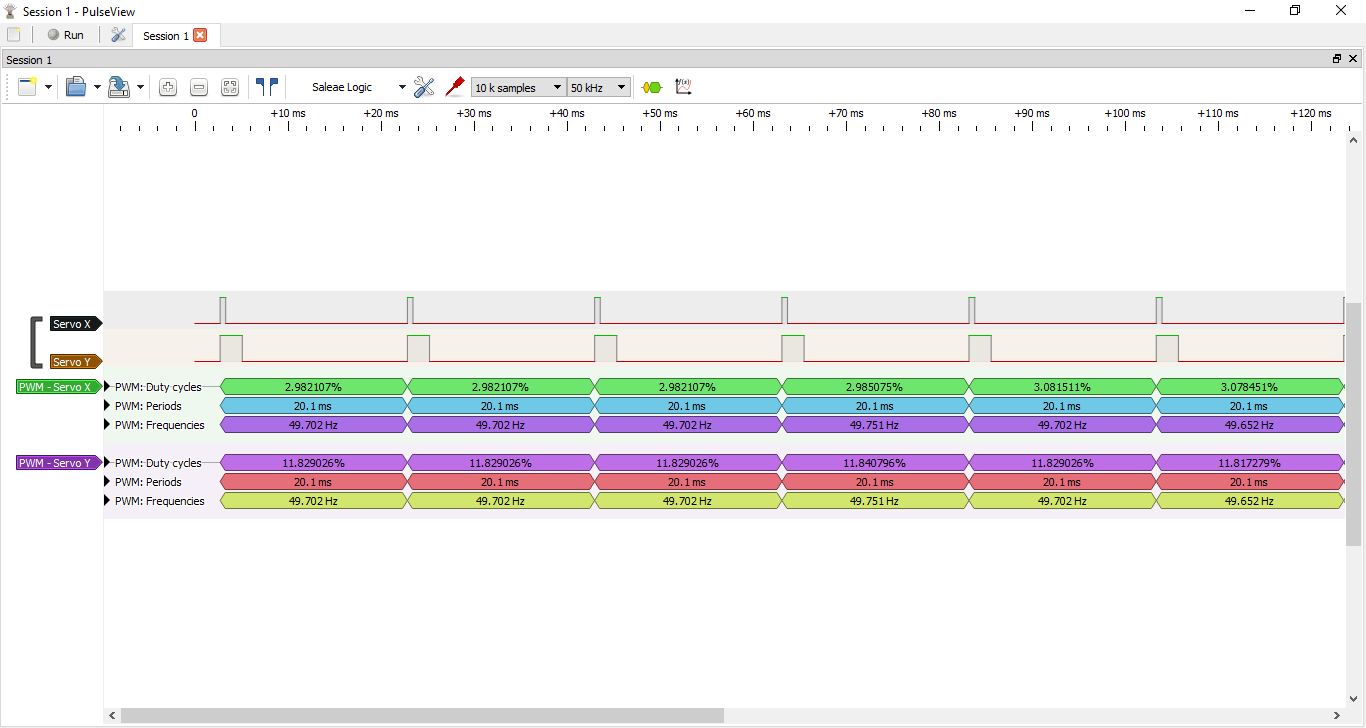 Session 1 - PulseView
Run
Session 1
Session 1
Saleae Logic
10 k samples
50 kHz
0 +10 ms +20 ms +30 ms +40 ms +50 ms +60 ms +70 ms +80 ms +90 ms +100 ms +110 ms +120 ms
Servo X
Servo Y
PWM - Servo X PWM: Duty cycles 2.982107% 2.982107% 2.982107% 2.985075% 3.081511% 3.078451%
PWM: Periods 20.1 ms 20.1 ms 20.1 ms 20.1 ms 20.1 ms 20.1 ms
PWM: Frequencies 49.702 Hz 49.702 Hz 49.702 Hz 49.751 Hz 49.702 Hz 49.652 Hz
PWM - Servo Y PWM: Duty cycles 11.829026% 11.829026% 11.829026% 11.840796% 11.829026% 11.817279%
PWM: Periods 20.1 ms 20.1 ms 20.1 ms 20.1 ms 20.1 ms 20.1 ms
PWM: Frequencies 49.702 Hz 49.702 Hz 49.702 Hz 49.751 Hz 49.702 Hz 49.652 Hz